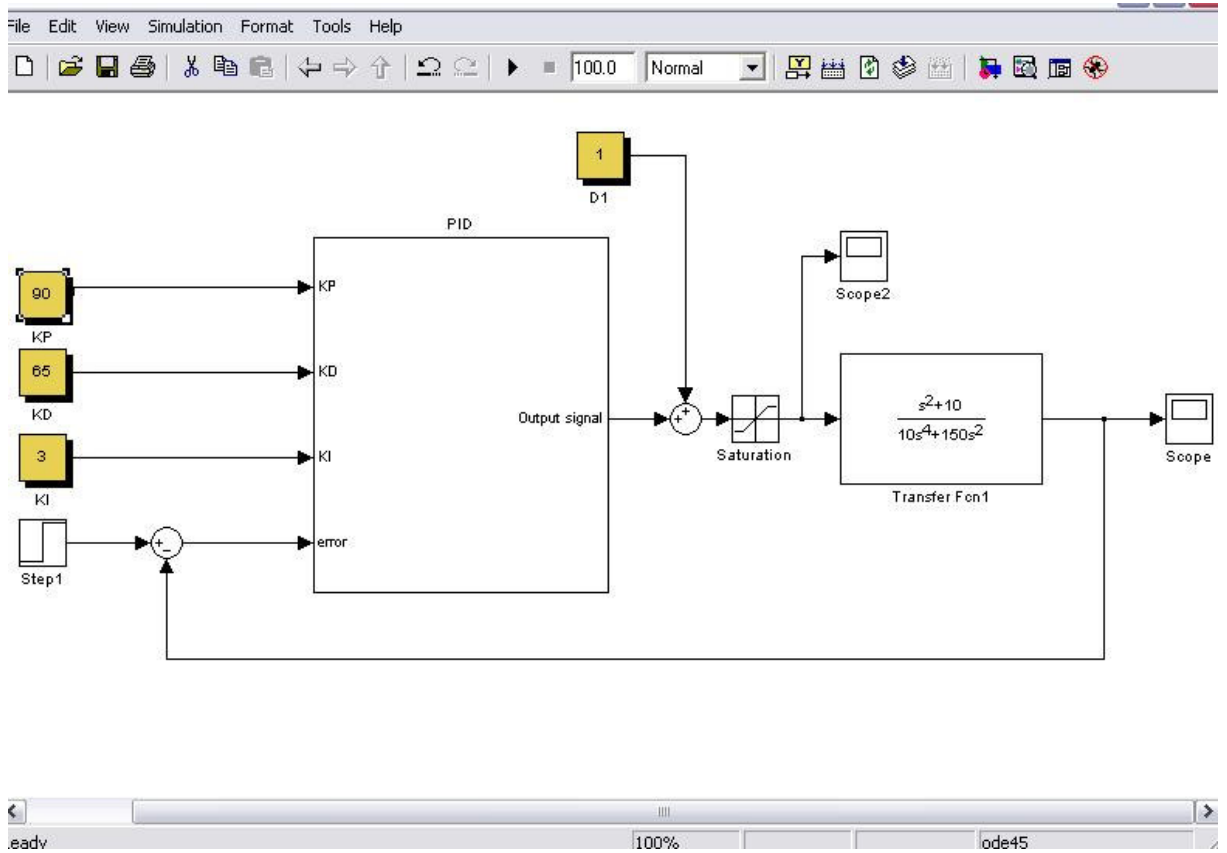 File Edit View Simulation Format Tools Help
100.0 Normal
1
D1
PID
90
KP
KP
Scope2
65
KD
KD
s²+10
10s⁴+150s²
Output signal
Saturation
Scope
3
KI
KI
Transfer Fcn1
error
Step1
eady
100%
ode45